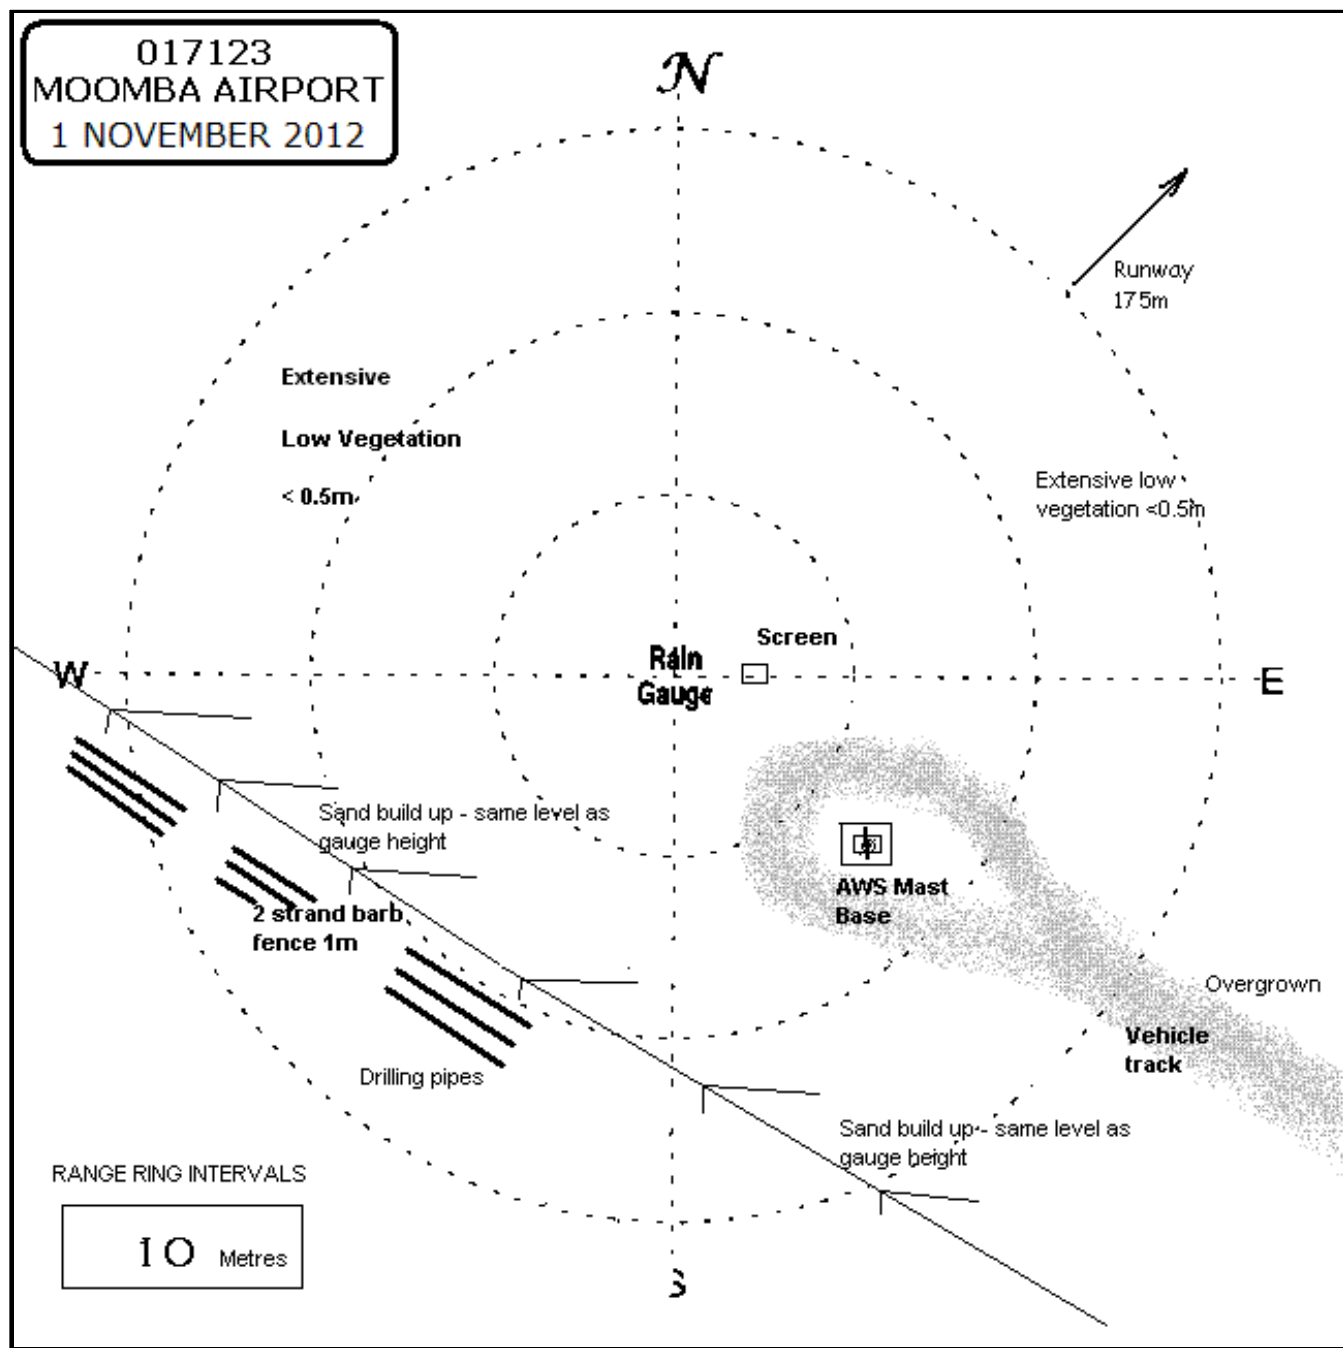 017123
MOOMBA AIRPORT
1 NOVEMBER 2012
N
Runway
175m
Extensive
Low Vegetation
< 0.5m
Extensive low
vegetation <0.5m
Screen
Rain
Gauge
W
E
Sand build up - same level as
gauge height
AWS Mast
Base
2 strand barb
fence 1m
Overgrown
Vehicle
track
Drilling pipes
Sand build up - same level as
gauge height
RANGE RING INTERVALS
10 Metres
S